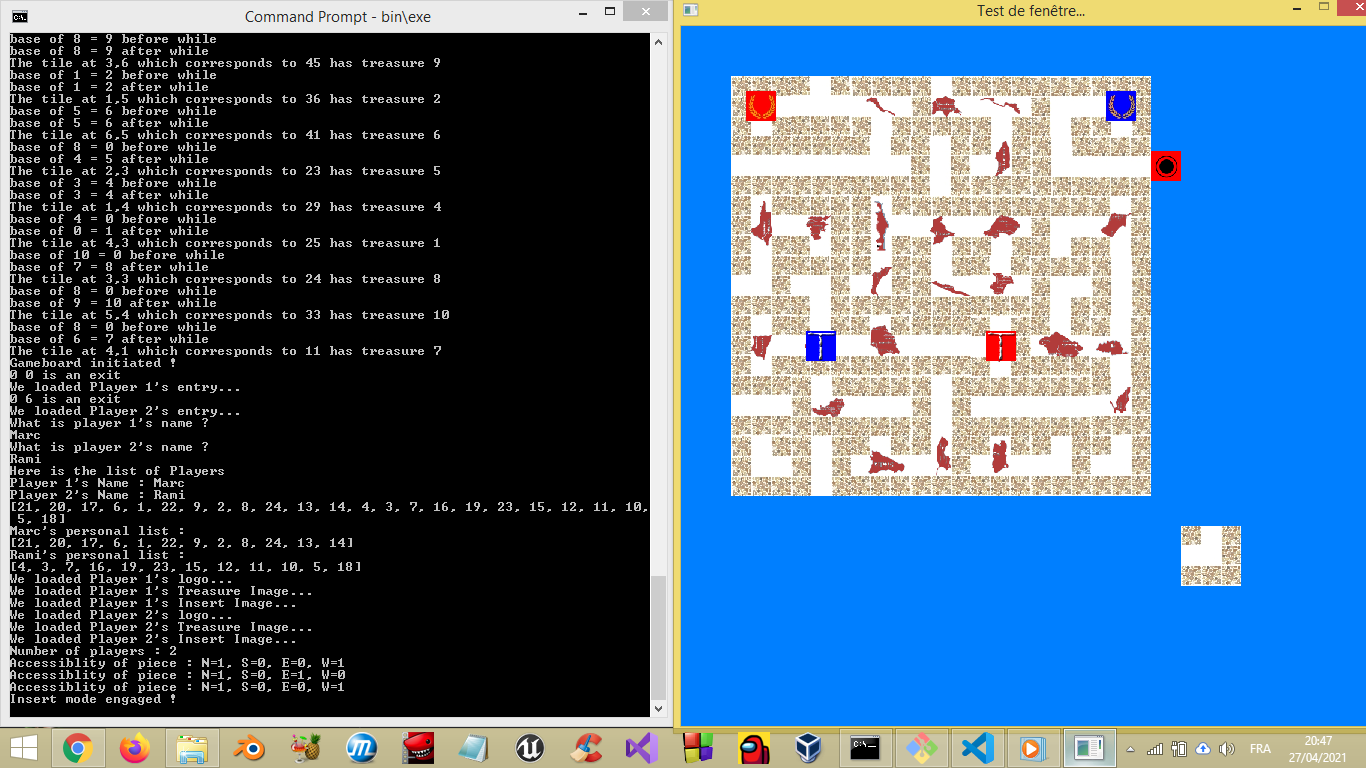 Command Prompt - bin\exe
base of 8 = 9 before while
base of 8 = 9 after while
The tile at 3,6 which corresponds to 45 has treasure 9
base of 1 = 2 before while
base of 1 = 2 after while
The tile at 1,5 which corresponds to 36 has treasure 2
base of 5 = 6 before while
base of 5 = 6 after while
The tile at 6,5 which corresponds to 41 has treasure 6
base of 8 = 0 before while
base of 4 = 5 after while
The tile at 2,3 which corresponds to 23 has treasure 5
base of 3 = 4 before while
base of 3 = 4 after while
The tile at 1,4 which corresponds to 29 has treasure 4
base of 4 = 0 before while
base of 0 = 1 after while
The tile at 4,3 which corresponds to 25 has treasure 1
base of 10 = 0 before while
base of 7 = 8 after while
The tile at 3,3 which corresponds to 24 has treasure 8
base of 8 = 0 before while
base of 9 = 10 after while
The tile at 5,4 which corresponds to 33 has treasure 10
base of 8 = 0 before while
base of 6 = 7 after while
The tile at 4,1 which corresponds to 11 has treasure 7
Gameboard initiated !
0 0 is an exit
We loaded Player 1's entry...
0 6 is an exit
We loaded Player 2's entry...
What is player 1's name ?
Marc
What is player 2's name ?
Rami
Here is the list of Players
Player 1's Name : Marc
Player 2's Name : Rami
[21, 20, 17, 6, 1, 22, 9, 2, 8, 24, 13, 14, 4, 3, 7, 16, 19, 23, 15, 12, 11, 10,
5, 18]
Marc's personal list :
[21, 20, 17, 6, 1, 22, 9, 2, 8, 24, 13, 14]
Rami's personal list :
[4, 3, 7, 16, 19, 23, 15, 12, 11, 10, 5, 18]
We loaded Player 1's logo...
We loaded Player 1's Treasure Image...
We loaded Player 1's Insert Image...
We loaded Player 2's logo...
We loaded Player 2's Treasure Image...
We loaded Player 2's Insert Image...
Number of players : 2
Accessiblity of piece : N=1, S=0, E=0, W=1
Accessiblity of piece : N=1, S=0, E=1, W=0
Accessiblity of piece : N=1, S=0, E=0, W=1
Insert mode engaged !
Test de fenêtre...
FRA
20:47
27/04/2021